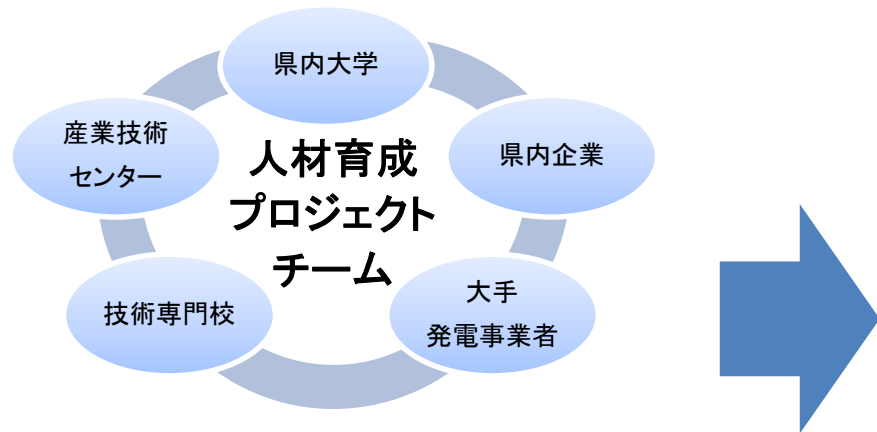 県内大学
産業技術
センター
県内企業
人材育成
プロジェクト
チーム
技術専門校
大手
発電事業者